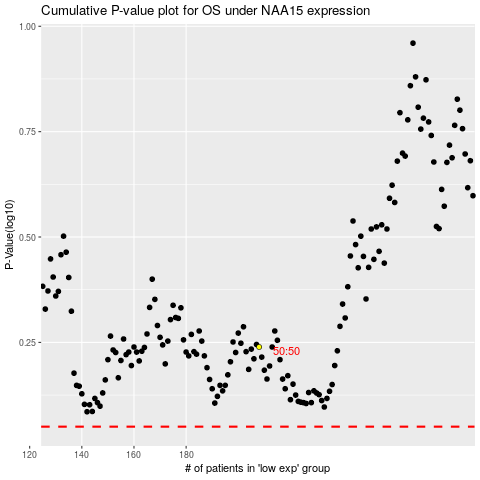 Cumulative P-value plot for OS under NAA15 expression
1.00
0.75
0.50
0.25
P-Value(log10)
50:50
120 140 160 180
# of patients in 'low exp' group